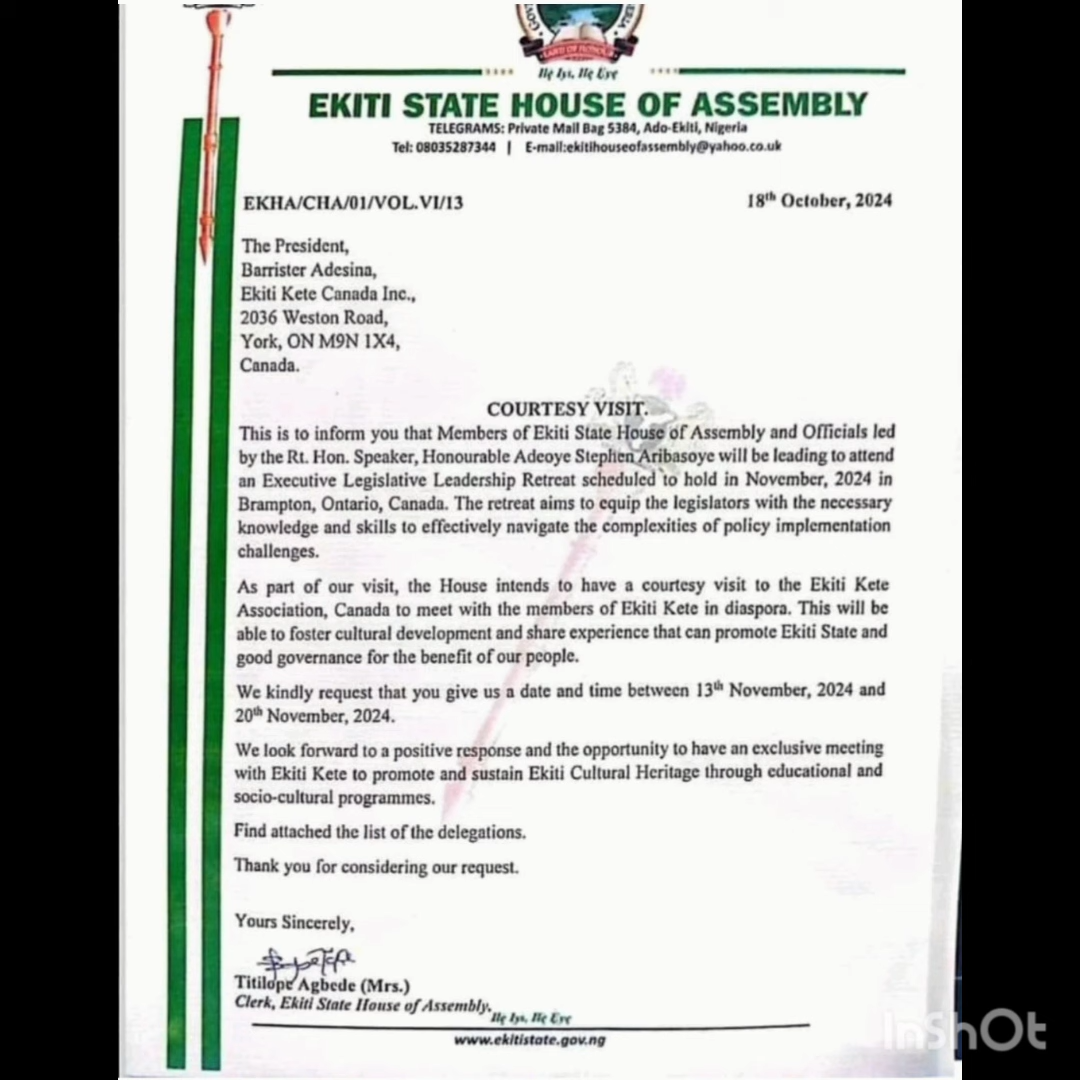 LAND OF HONOUR
EKITI STATE HOUSE OF ASSEMBLY
TELEGRAMS: Private Mail Bag 5384, Ado-Ekiti, Nigeria
Tel: 08035287344 | E-mail:ekitihouseofassembly@yahoo.co.uk
EKHA/CHA/01/VOL.VI/13
18th October, 2024
The President,
Barrister Adesina,
Ekiti Kete Canada Inc.,
2036 Weston Road,
York, ON M9N 1X4,
Canada.
COURTESY VISIT.
This is to inform you that Members of Ekiti State House of Assembly and Officials led
by the Rt. Hon. Speaker, Honourable Adeoye Stephen Aribasoye will be leading to attend
an Executive Legislative Leadership Retreat scheduled to hold in November, 2024 in
Brampton, Ontario, Canada. The retreat aims to equip the legislators with the necessary
knowledge and skills to effectively navigate the complexities of policy implementation
challenges.
As part of our visit, the House intends to have a courtesy visit to the Ekiti Kete
Association, Canada to meet with the members of Ekiti Kete in diaspora. This will be
able to foster cultural development and share experience that can promote Ekiti State and
good governance for the benefit of our people.
We kindly request that you give us a date and time between 13th November, 2024 and
20th November, 2024.
We look forward to a positive response and the opportunity to have an exclusive meeting
with Ekiti Kete to promote and sustain Ekiti Cultural Heritage through educational and
socio-cultural programmes.
Find attached the list of the delegations.
Thank you for considering our request.
Yours Sincerely,
Titilope Agbede (Mrs.)
Clerk, Ekiti State House of Assembly.
www.ekitistate.gov.ng
InShOt